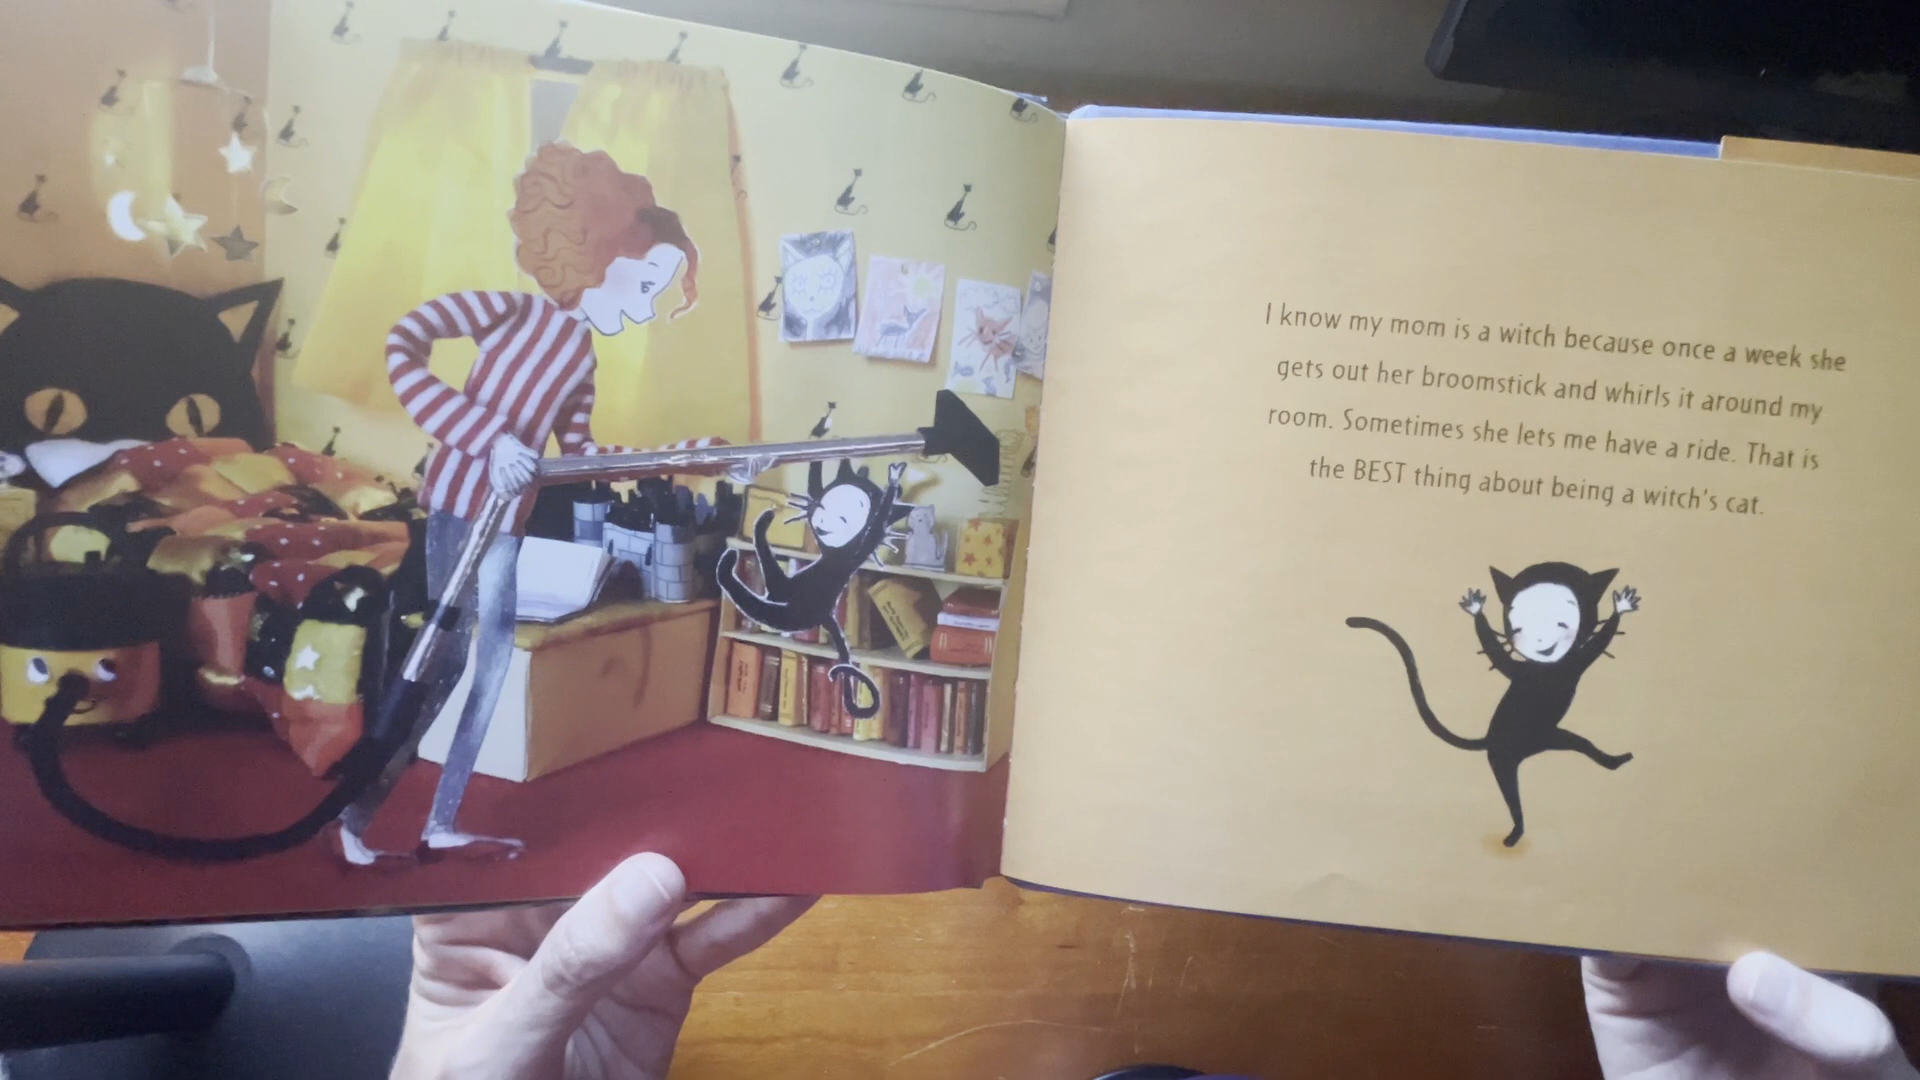 I know my mom is a witch because once a week she
gets out her broomstick and whirls it around my
room. Sometimes she lets me have a ride. That is
the BEST thing about being a witch's cat.